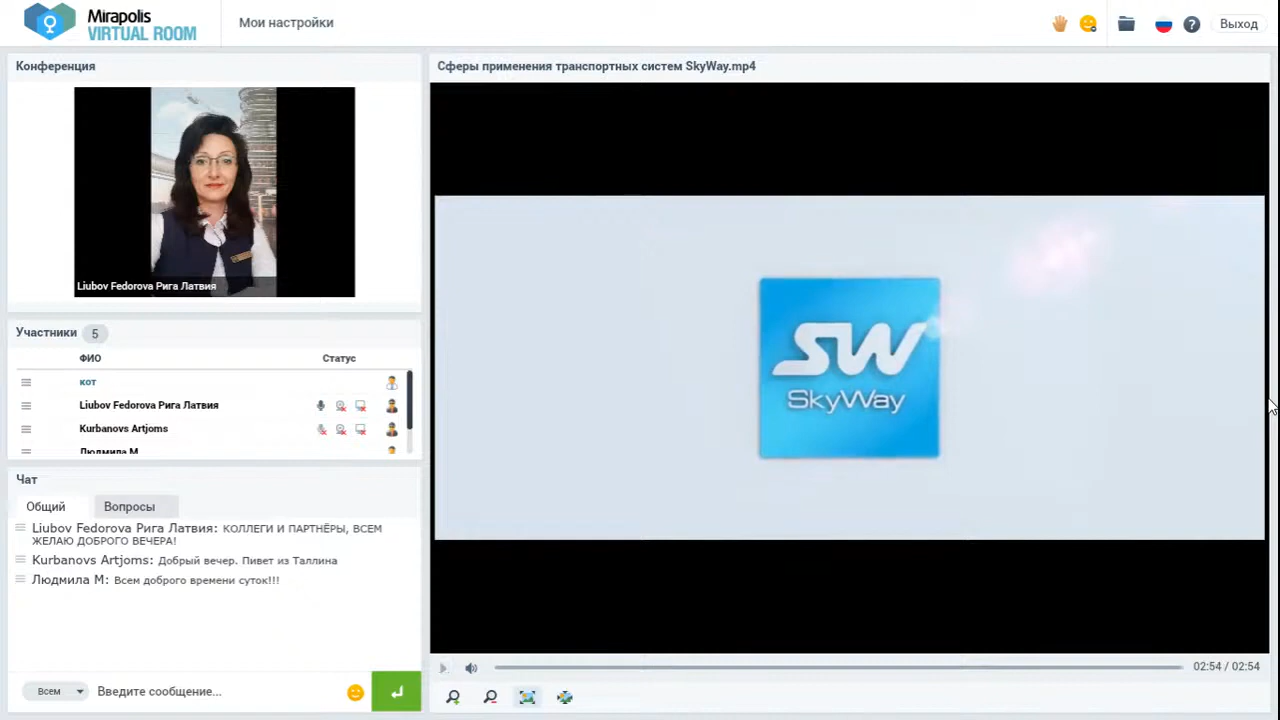 Mirapolis
VIRTUAL ROOM
Мои настройки
Выход
Конференция
Liubov Fedorova Рига Латвия
Участники 5
ФИО Статус
кот
Liubov Fedorova Рига Латвия
Kurbanovs Artjoms
Людмила М
Чат
Общий Вопросы
Liubov Fedorova Рига Латвия: КОЛЛЕГИ И ПАРТНЁРЫ, ВСЕМ
ЖЕЛАЮ ДОБРОГО ВЕЧЕРА!
Kurbanovs Artjoms: Добрый вечер. Пивет из Таллина
Людмила М: Всем доброго времени суток!!!
Всем Введите сообщение...
Сферы применения транспортных систем SkyWay.mp4
SW
SkyWay
02:54 / 02:54